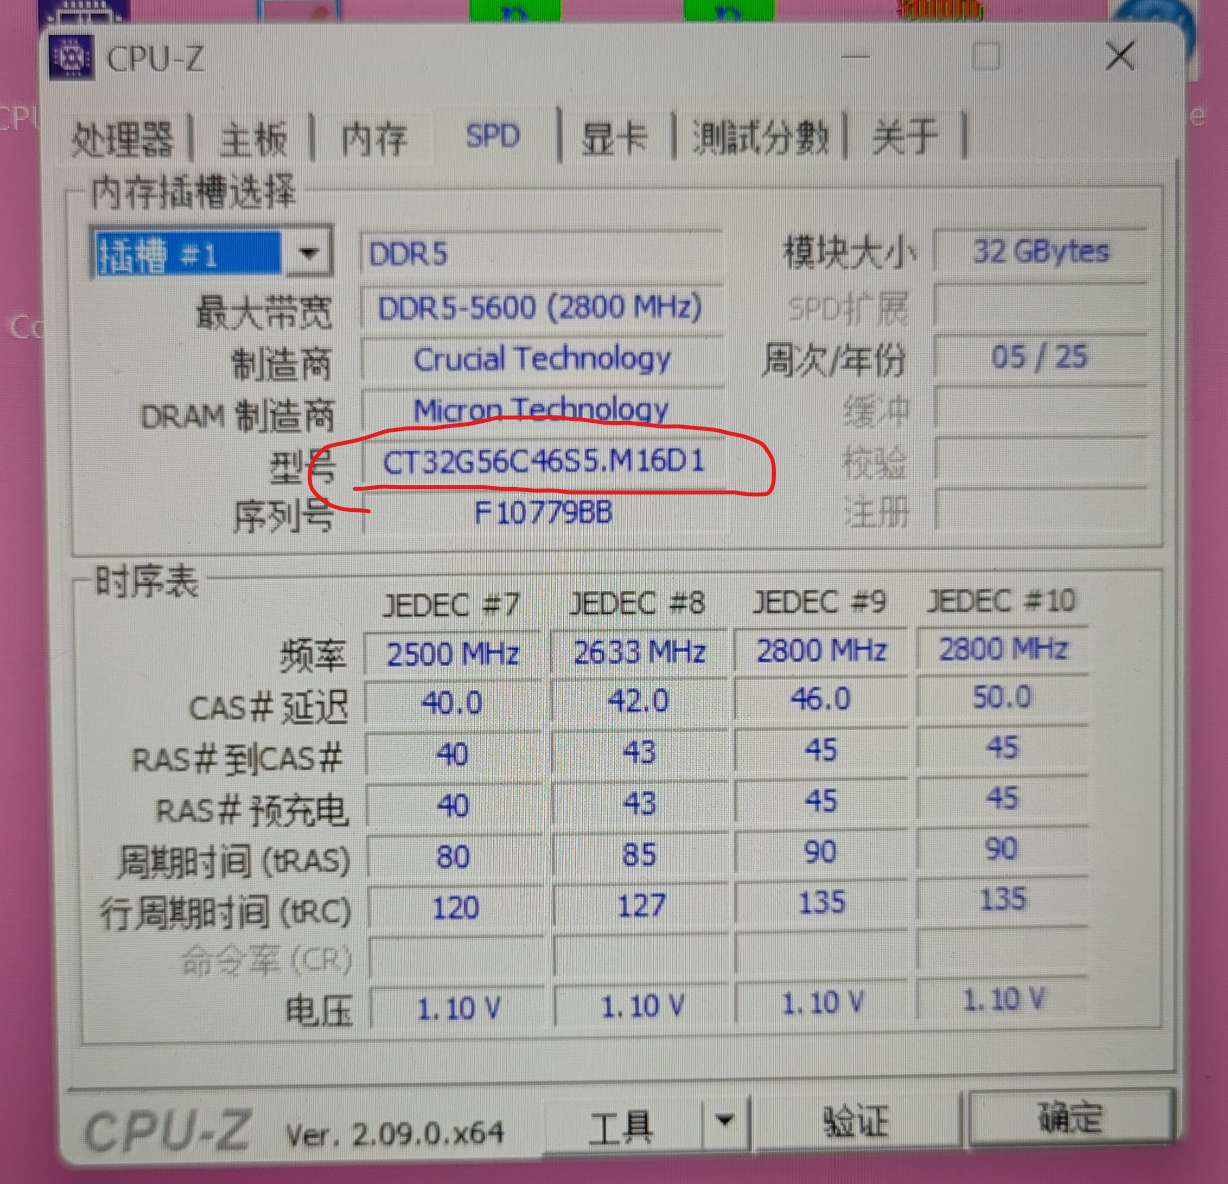 CPU-Z
处理器 主板 内存 SPD 显卡 測試分數 关于
内存插槽选择
插槽 #1 DDR5 模块大小 32 GBytes
最大带宽 DDR5-5600 (2800 MHz) SPD扩展
制造商 Crucial Technology 周次/年份 05 / 25
DRAM 制造商 Micron Technology 缓冲
型号 CT32G56C46S5.M16D1 校验
序列号 F10779BB 注册
时序表
JEDEC #7 JEDEC #8 JEDEC #9 JEDEC #10
频率 2500 MHz 2633 MHz 2800 MHz 2800 MHz
CAS# 延迟 40.0 42.0 46.0 50.0
RAS# 到CAS# 40 43 45 45
RAS# 预充电 40 43 45 45
周期时间 (tRAS) 80 85 90 90
行周期时间 (tRC) 120 127 135 135
命令率 (CR)
电压 1.10 V 1.10 V 1.10 V 1.10 V
CPU-Z Ver. 2.09.0.x64 工具 验证 确定